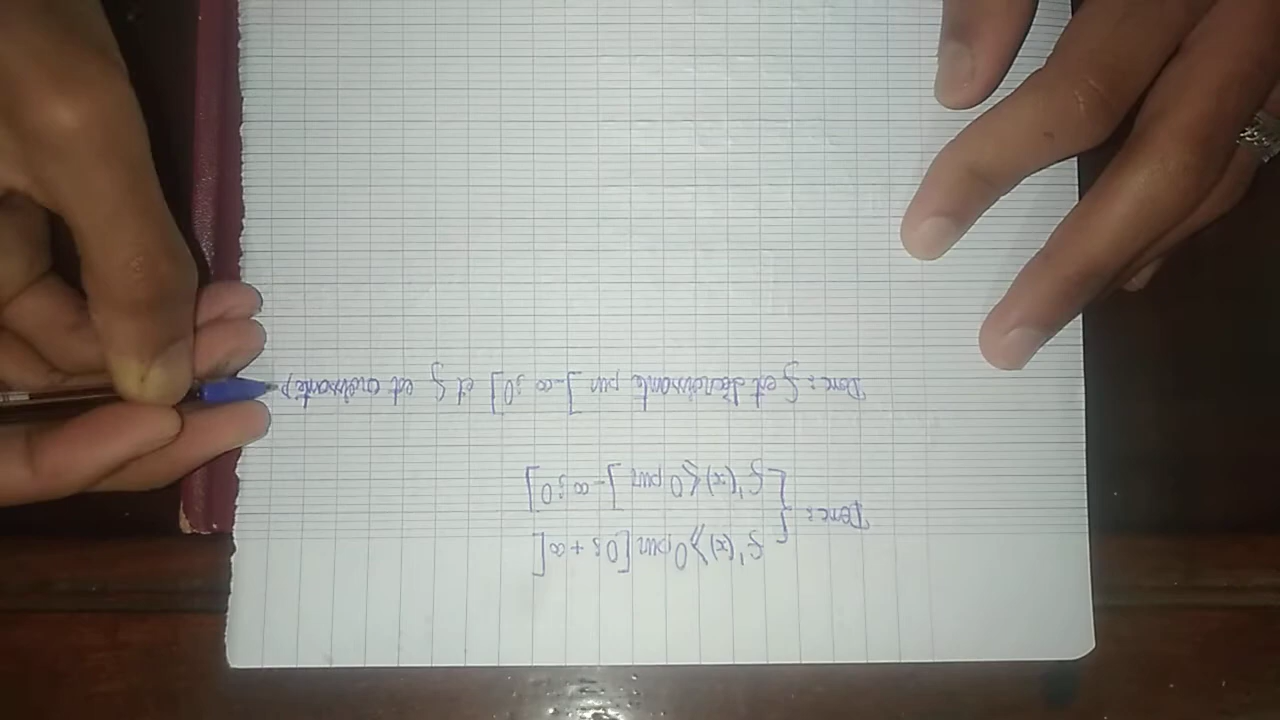 f'(x) ⩾ 0 sur [0; +∞[
Donc: {
f'(x) ⩽ 0 sur ]-∞; 0]
Donc: f est décroissante sur ]-∞; 0] et f est croissante s